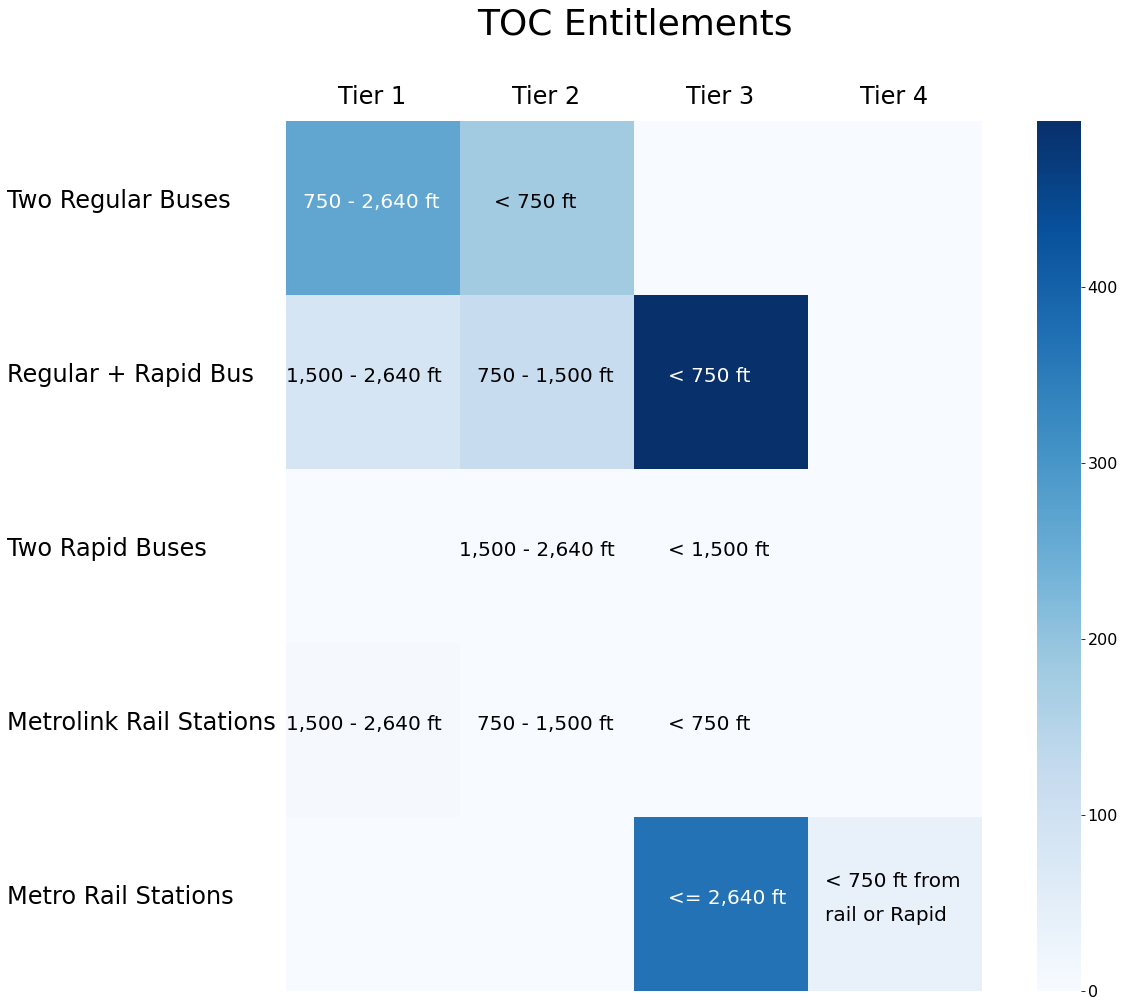 TOC Entitlements
Tier 1 Tier 2 Tier 3 Tier 4
Two Regular Buses 750 - 2,640 ft < 750 ft
Regular + Rapid Bus 1,500 - 2,640 ft 750 - 1,500 ft < 750 ft
Two Rapid Buses 1,500 - 2,640 ft < 1,500 ft
Metrolink Rail Stations 1,500 - 2,640 ft 750 - 1,500 ft < 750 ft
Metro Rail Stations <= 2,640 ft < 750 ft from
rail or Rapid
400
300
200
100
0